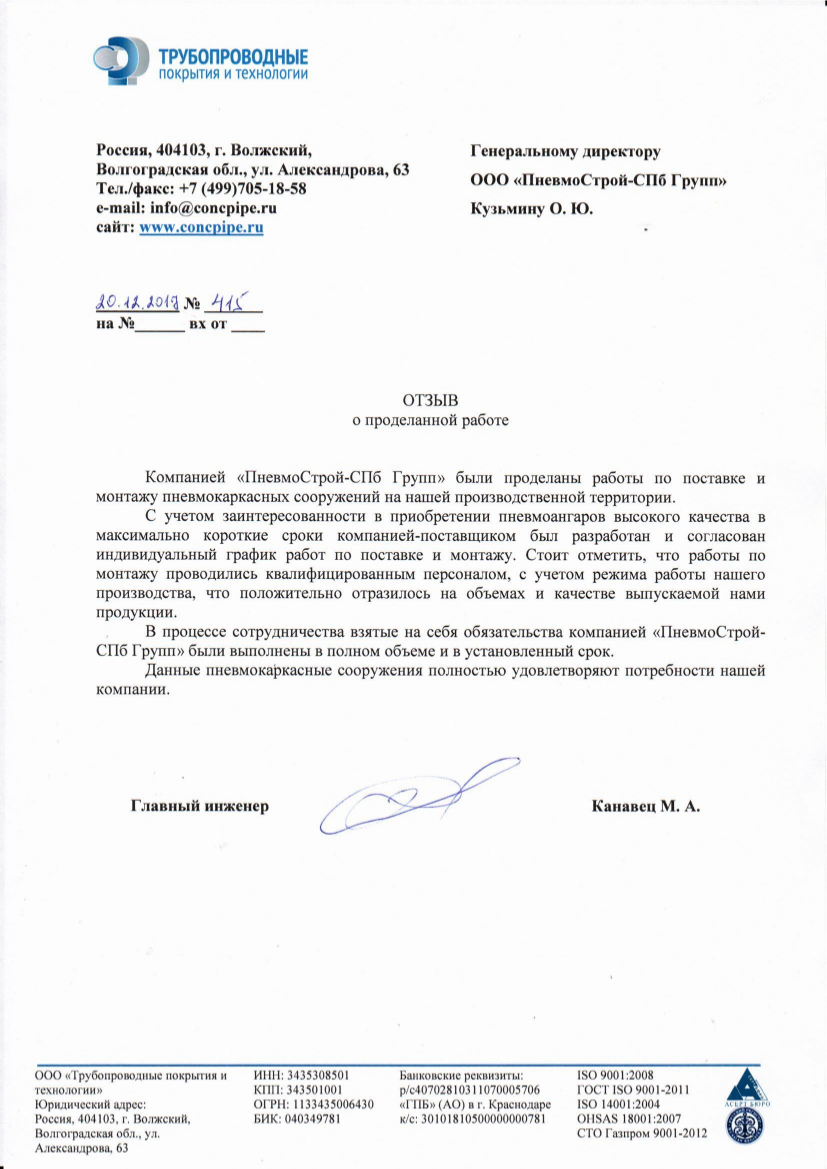 ТРУБОПРОВОДНЫЕ
ПОКРЫТИЯ И ТЕХНОЛОГИИ
Россия, 404103, г. Волжский,
Волгоградская обл., ул. Александрова, 63
Тел./факс: +7 (499)705-18-58
e-mail: info@concpipe.ru
сайт: www.concpipe.ru
Генеральному директору
ООО «ПневмоСтрой-СПб Групп»
Кузьмину О. Ю.
20.12.2017 № 415
на №______ вх от ____
ОТЗЫВ
о проделанной работе
Компанией «ПневмоСтрой-СПб Групп» были проделаны работы по поставке и
монтажу пневмокаркасных сооружений на нашей производственной территории.
С учетом заинтересованности в приобретении пневмоангаров высокого качества в
максимально короткие сроки компанией-поставщиком был разработан и согласован
индивидуальный график работ по поставке и монтажу. Стоит отметить, что работы по
монтажу проводились квалифицированным персоналом, с учетом режима работы нашего
производства, что положительно отразилось на объемах и качестве выпускаемой нами
продукции.
В процессе сотрудничества взятые на себя обязательства компанией «ПневмоСтрой-
СПб Групп» были выполнены в полном объеме и в установленный срок.
Данные пневмокаркасные сооружения полностью удовлетворяют потребности нашей
компании.
Главный инженер
Канавец М. А.
ООО «Трубопроводные покрытия и
технологии»
Юридический адрес:
Россия, 404103, г. Волжский,
Волгоградская обл., ул.
Александрова, 63
ИНН: 3435308501
КПП: 343501001
ОГРН: 1133435006430
БИК: 040349781
Банковские реквизиты:
р/с40702810311070005706
«ГПБ» (АО) в г. Краснодаре
к/с: 30101810500000000781
ISO 9001:2008
ГОСТ ISO 9001-2011
ISO 14001:2004
OHSAS 18001:2007
СТО Газпром 9001-2012
АСЕРТ БЮРО